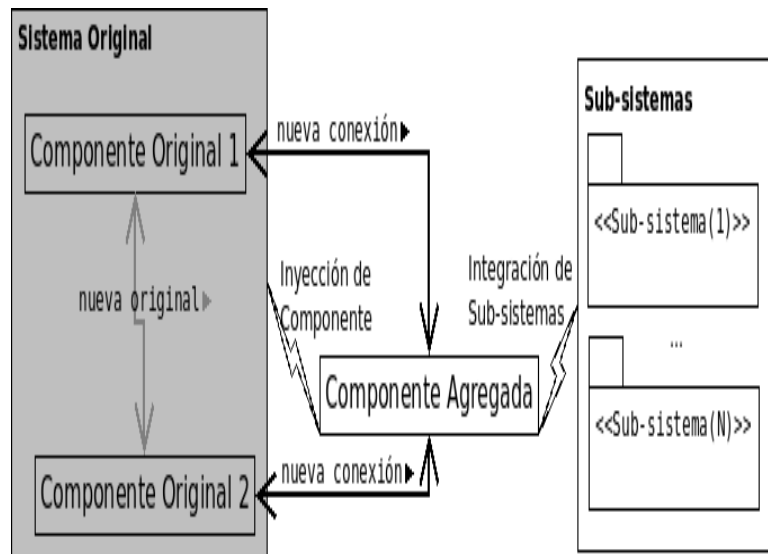 Sistema Original
Sub-sistemas
nueva conexión▶
Componente Original 1
<<Sub-sistema(1)>>
Inyección de
Componente
Integración de
Sub-sistemas
nueva original▶
...
Componente Agregada
<<Sub-sistema(N)>>
nueva conexión▶
Componente Original 2